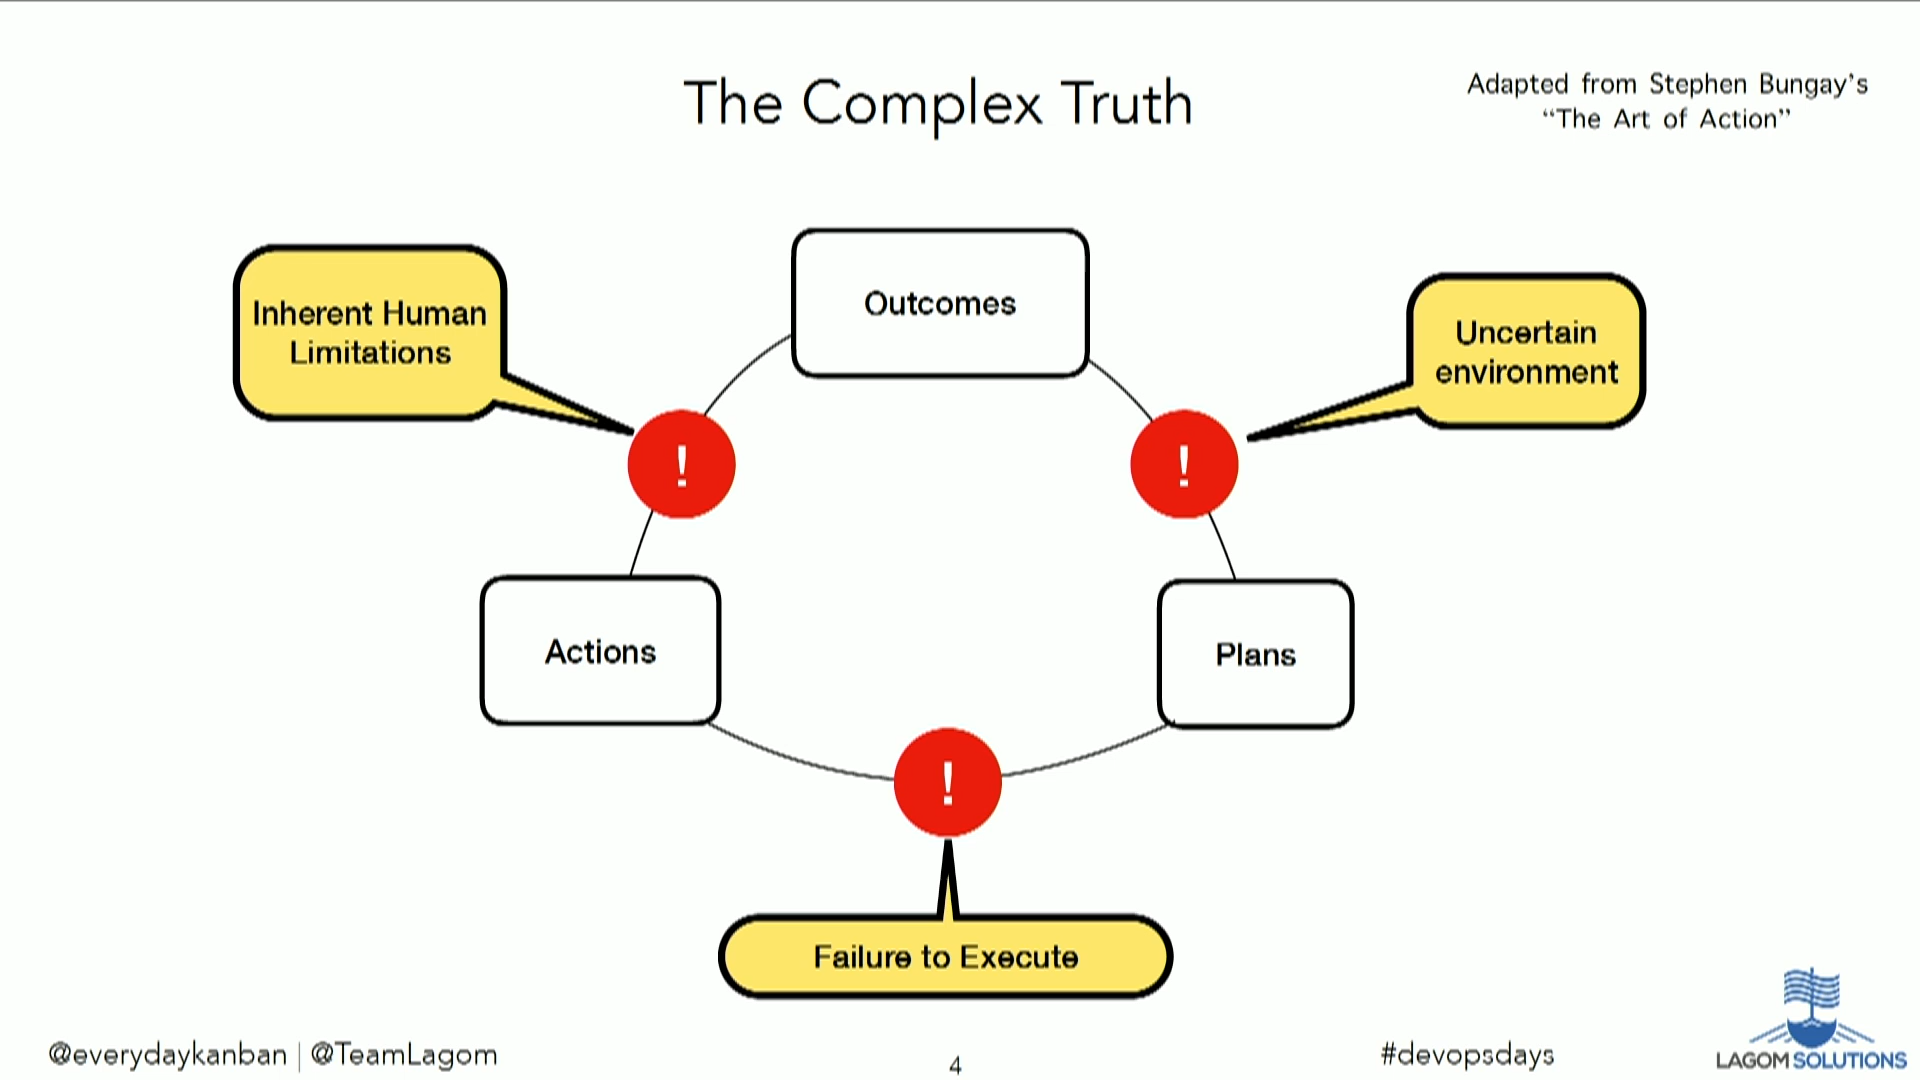 The Complex Truth
Adapted from Stephen Bungay's
“The Art of Action”
Inherent Human
Limitations
Outcomes
Uncertain
environment
!
!
Actions
Plans
!
Failure to Execute
@everydaykanban | @TeamLagom
4
#devopsdays
LAGOM SOLUTIONS